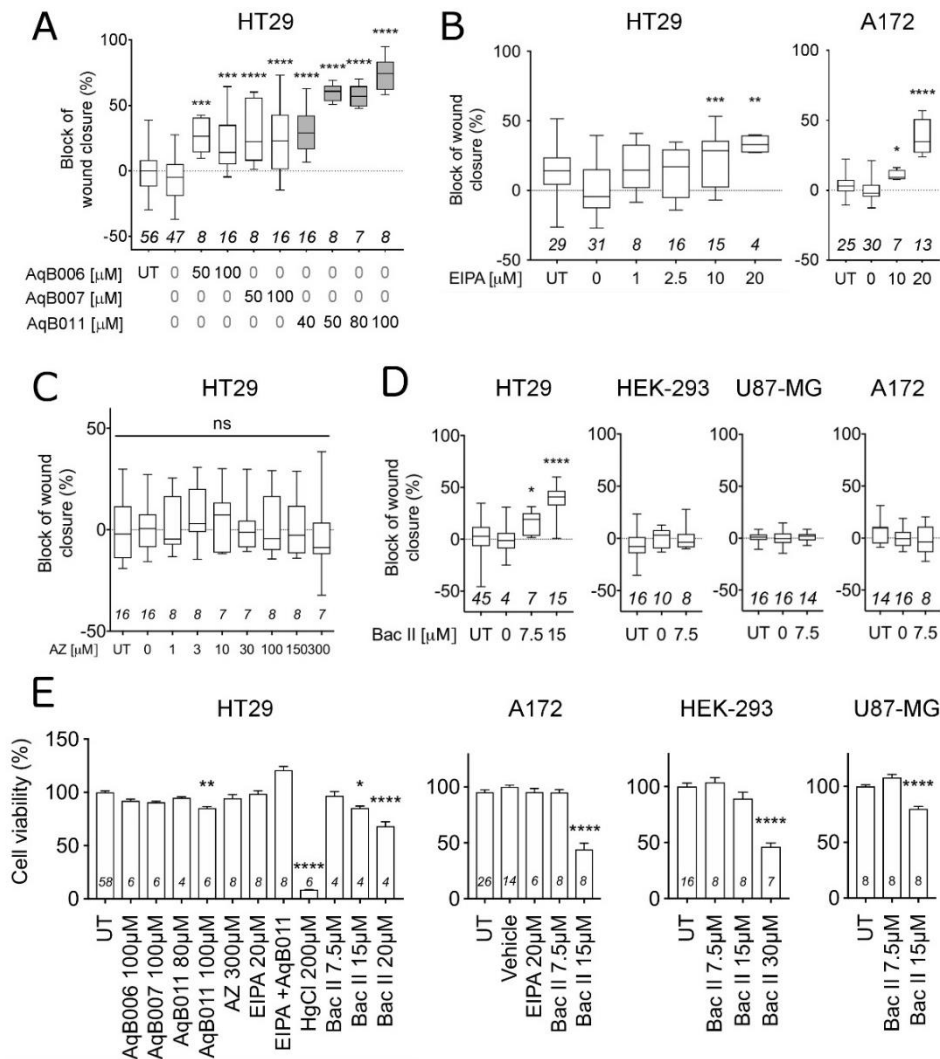 A
HT29
Block of
wound closure (%)
100
50
0
-50
*** *** **** **** **** **** **** ****
56 47 8 16 8 16 8 8 7 8
AqB006 [µM] UT 0 50 100 0 0 0 0 0 0
AqB007 [µM] 0 0 0 50 100 0 0 0 0
AqB011 [µM] 0 0 0 0 0 40 50 80 100
B
HT29
A172
Block of wound
closure (%)
100
50
0
-50
*** **
29 31 8 16 15 4
EIPA [µM] UT 0 1 2.5 10 20
100
50
0
-50
* ****
25 30 7 13
UT 0 10 20
C
HT29
ns
Block of wound
closure (%)
50
0
-50
16 16 8 8 7 7 8 8 7
AZ [µM] UT 0 1 3 10 30 100 150 300
D
HT29
HEK-293
U87-MG
A172
Block of wound
closure (%)
100
50
0
-50
* ****
45 4 7 15
Bac II [µM] UT 0 7.5 15
100
50
0
-50
16 10 8
UT 0 7.5
100
50
0
-50
16 16 14
UT 0 7.5
100
50
0
-50
14 16 8
UT 0 7.5
E
HT29
Cell viability (%)
150
100
50
0
** **** * ****
58 6 6 4 6 8 8 8 6 8 4 4
UT
AqB006 100µM
AqB007 100µM
AqB011 80µM
AqB011 100µM
AZ 300µM
EIPA 20µM
EIPA +AqB011
HgCl 200µM
Bac II 7.5µM
Bac II 15µM
Bac II 20µM
A172
100
50
0
****
26 14 6 8 8
UT
Vehicle
EIPA 20µM
Bac II 7.5µM
Bac II 15µM
HEK-293
100
50
0
****
16 8 8 7
UT
Bac II 7.5µM
Bac II 15µM
Bac II 30µM
U87-MG
100
50
0
****
8 8 8
UT
Bac II 7.5µM
Bac II 15µM